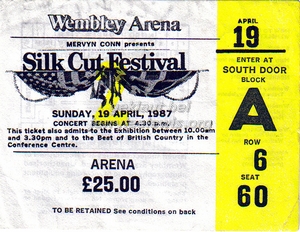 Wembley Arena
MERVYN CONN presents
Silk Cut Festival
SUNDAY, 19 APRIL, 1987
CONCERT BEGINS AT 4.30 p.m.
This ticket also admits to the Exhibition between 10.00am
and 3.30pm and to the Best of British Country in the
Conference Centre.
ARENA
£25.00
TO BE RETAINED See conditions on back
APRIL
19
ENTER AT
SOUTH DOOR
BLOCK
A
ROW
6
SEAT
60